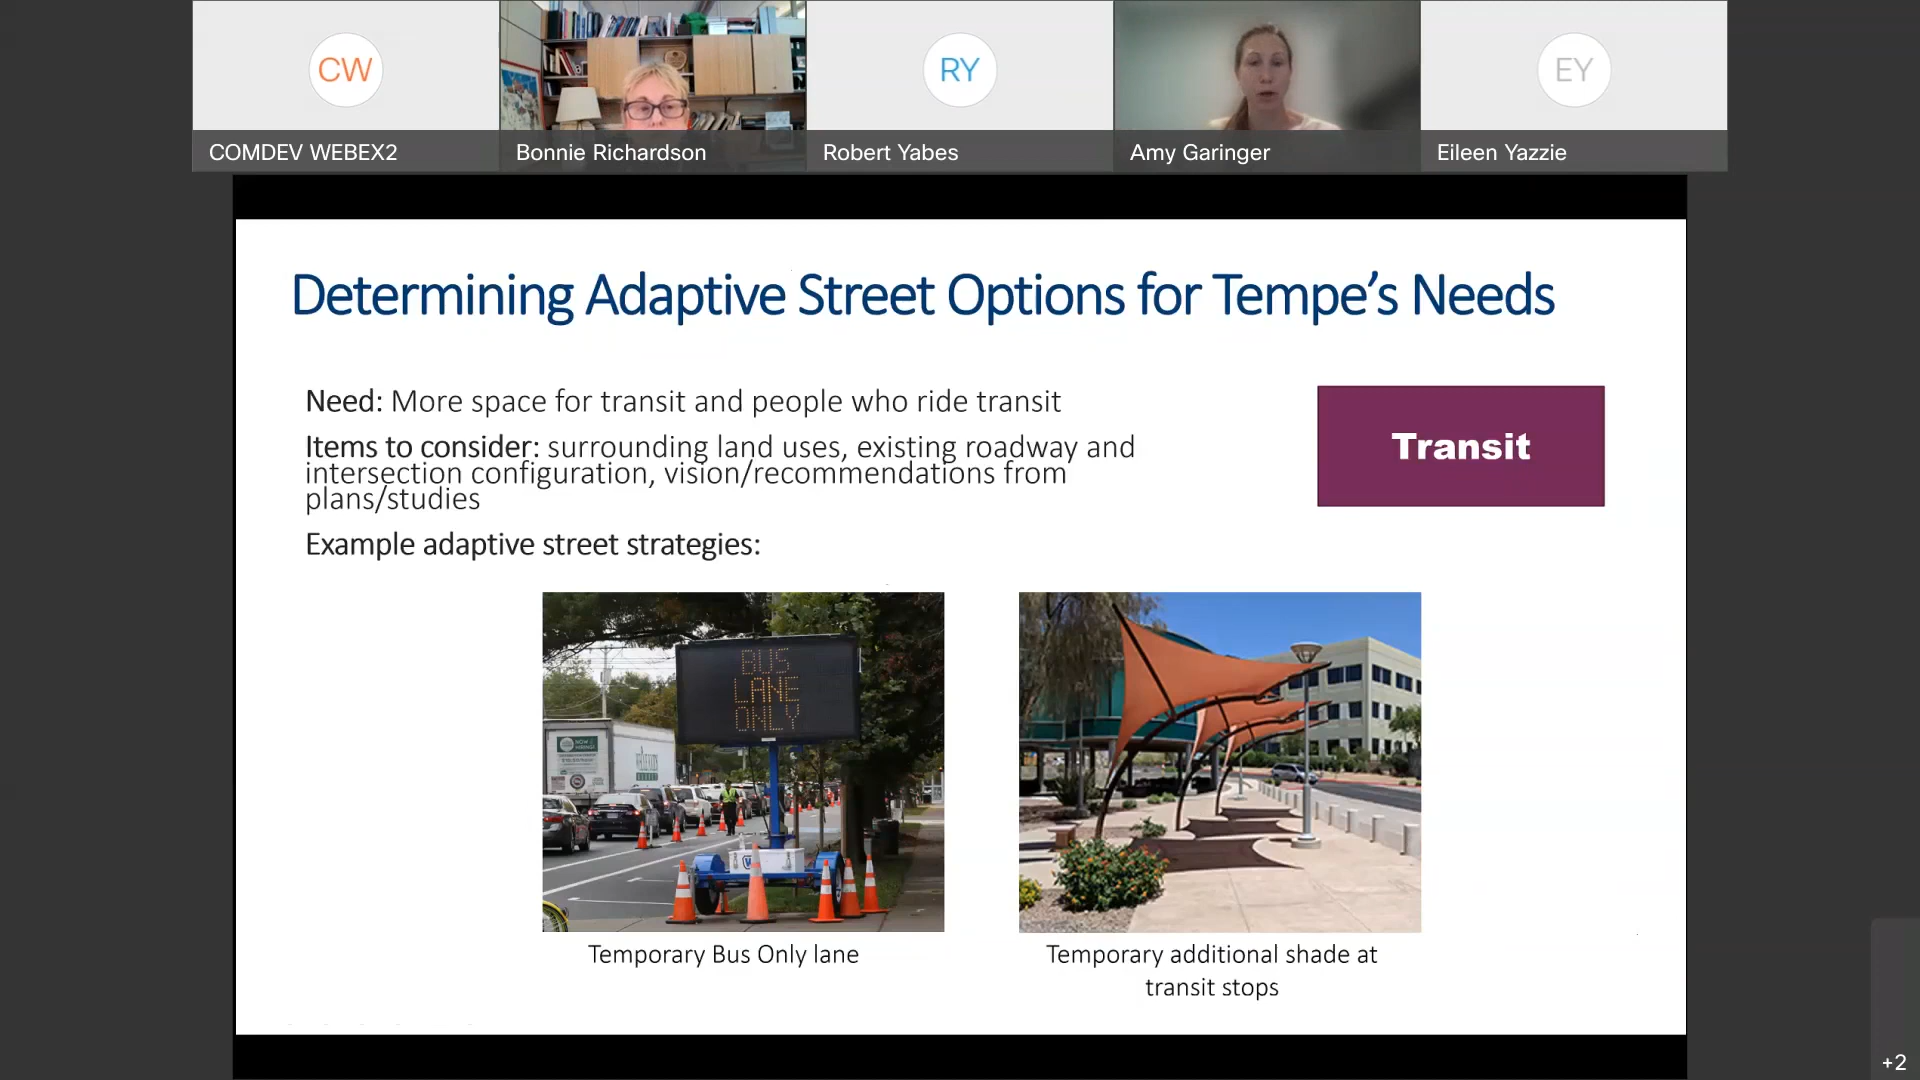 CW
RY
EY
COMDEV WEBEX2
Bonnie Richardson
Robert Yabes
Amy Garinger
Eileen Yazzie
Determining Adaptive Street Options for Tempe’s Needs
Need: More space for transit and people who ride transit
Items to consider: surrounding land uses, existing roadway and
intersection configuration, vision/recommendations from
plans/studies
Example adaptive street strategies:
Transit
BUS
LANE
ONLY
Temporary Bus Only lane
Temporary additional shade at
transit stops
+2